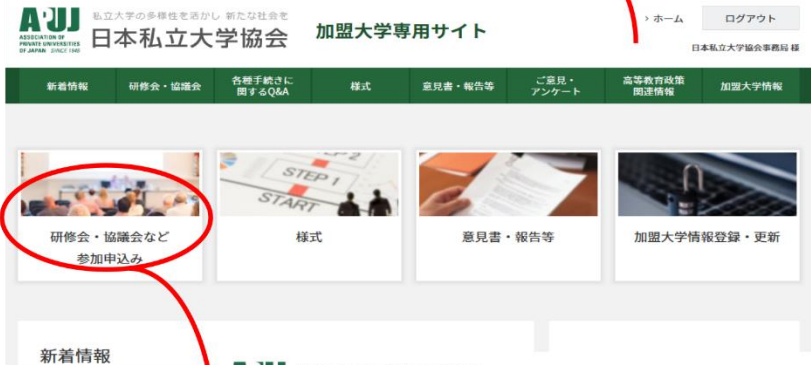 APUJ
ASSOCIATION OF
PRIVATE UNIVERSITIES
OF JAPAN SINCE 1946
私立大学の多様性を活かし 新たな社会を
日本私立大学協会
加盟大学専用サイト
› ホーム
ログアウト
日本私立大学協会事務局 様
新着情報
研修会・協議会
各種手続きに
関するQ&A
様式
意見書・報告等
ご意見・
アンケート
高等教育政策
関連情報
加盟大学情報
STEP 2
STEP 1
START
研修会・協議会など
参加申込み
様式
意見書・報告等
加盟大学情報登録・更新
新着情報